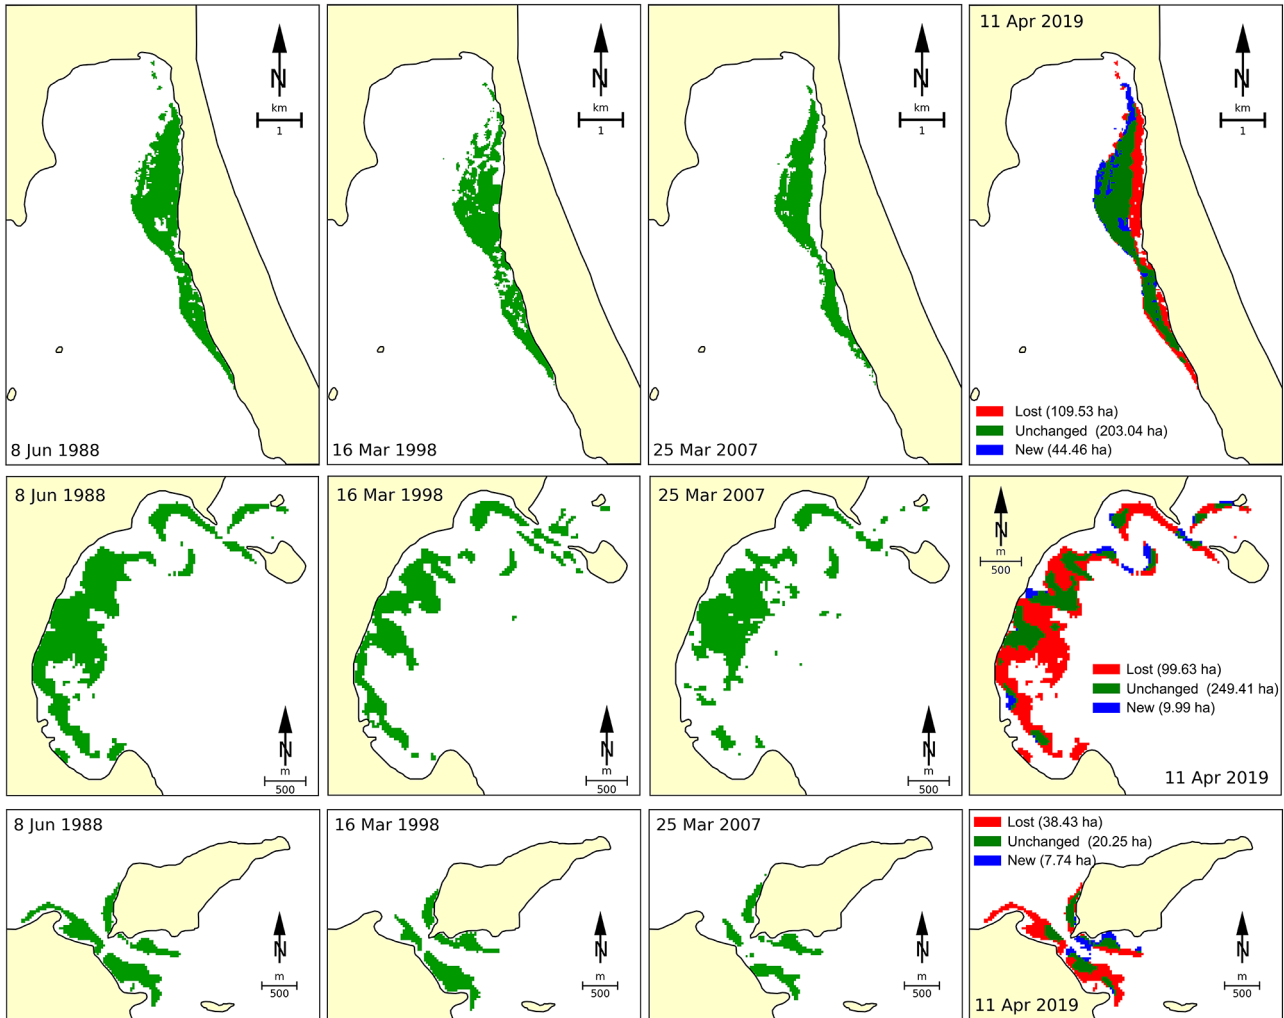 N
km
1
8 Jun 1988
N
km
1
16 Mar 1998
N
km
1
25 Mar 2007
11 Apr 2019
N
km
1
Lost (109.53 ha)
Unchanged (203.04 ha)
New (44.46 ha)
8 Jun 1988
N
m
500
16 Mar 1998
N
m
500
25 Mar 2007
N
m
500
N
m
500
Lost (99.63 ha)
Unchanged (249.41 ha)
New (9.99 ha)
11 Apr 2019
8 Jun 1988
N
m
500
16 Mar 1998
N
m
500
25 Mar 2007
N
m
500
Lost (38.43 ha)
Unchanged (20.25 ha)
New (7.74 ha)
N
m
500
11 Apr 2019